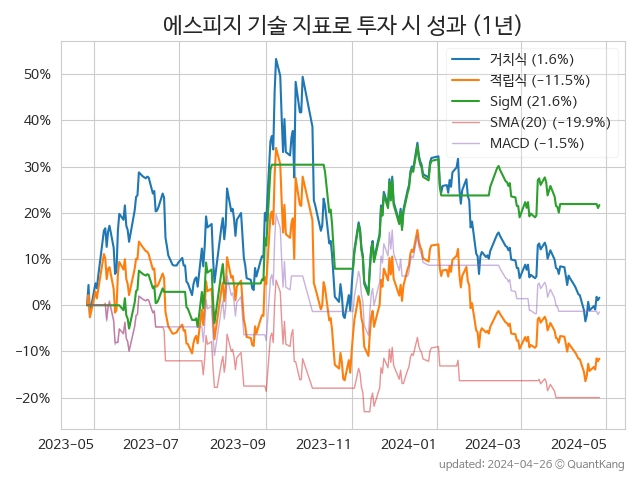 에스피지 기술 지표로 투자 시 성과 (1년)
거치식 (1.6%)
적립식 (−11.5%)
SigM (21.6%)
SMA(20) (−19.9%)
MACD (−1.5%)
50%
40%
30%
20%
10%
0%
−10%
−20%
2023-05 2023-07 2023-09 2023-11 2024-01 2024-03 2024-05
updated: 2024-04-26 © QuantKang